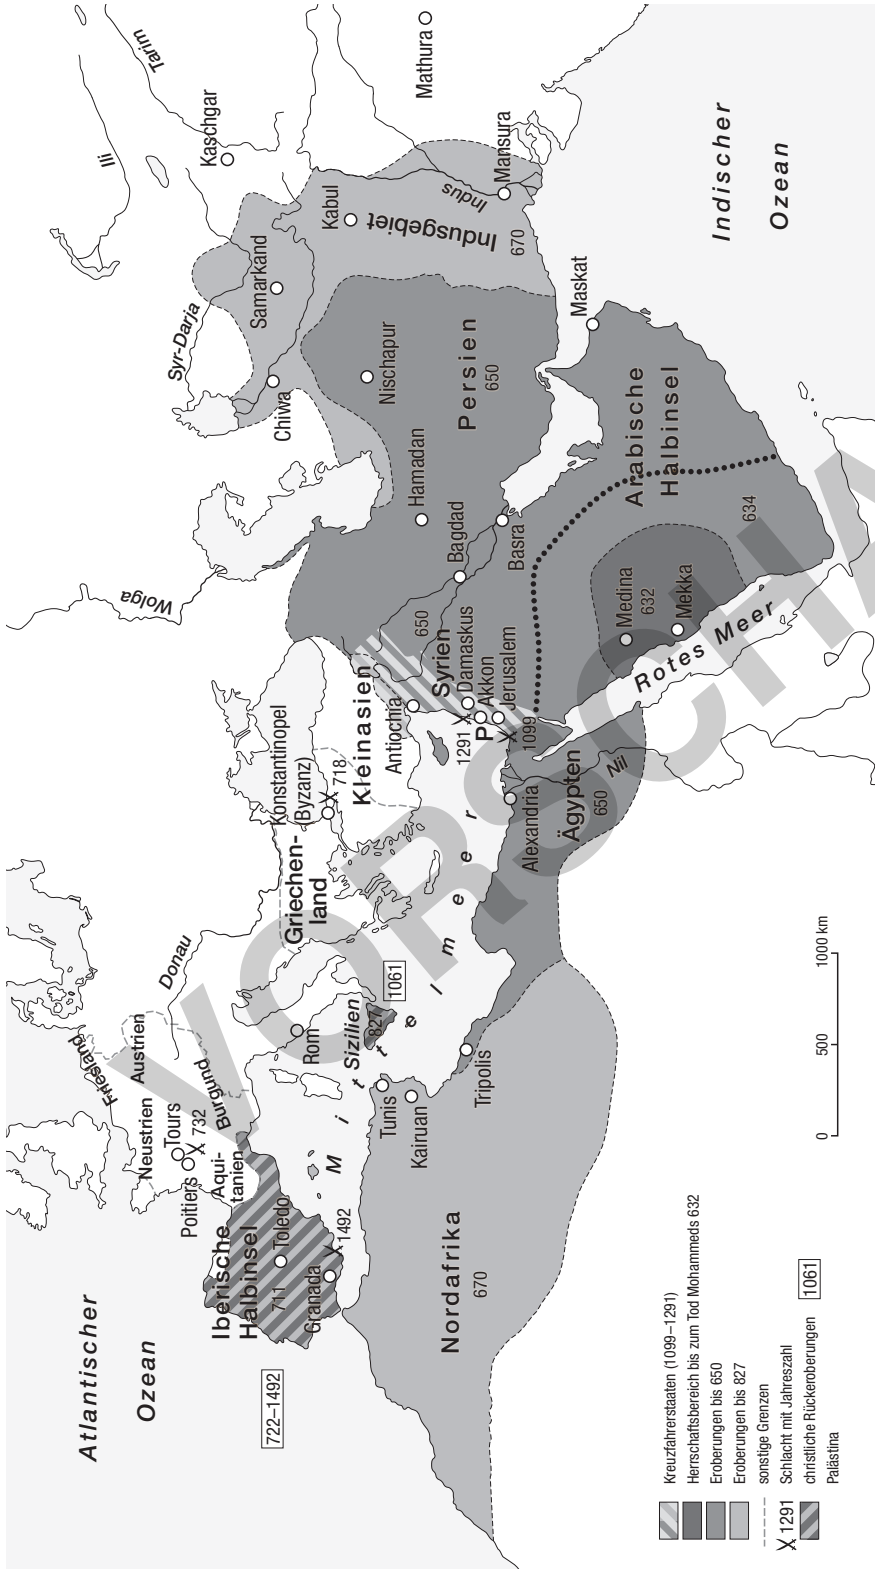 Atlantischer
Ozean
722–1492
Iberische
Halbinsel
711
Toledo
Granada
1492
Poitiers
Tours
732
Neustrien
Austrien
Friesland
Burgund
Aqui-
tanien
Donau
Rom
Sizilien
827
1061
Mittelmeer
Tunis
Kairuan
Tripolis
Nordafrika
670
Griechen-
land
Konstantinopel
(Byzanz)
718
Kleinasien
Antiochia
Wolga
Syrien
650
Damaskus
Akkon
Jerusalem
1291
P
1099
Alexandria
Ägypten
650
Nil
Rotes Meer
Medina
632
Mekka
634
Arabische
Halbinsel
Maskat
Bagdad
Basra
Hamadan
Persien
650
Nischapur
Chiwa
Syr-Darja
Samarkand
Kabul
Indusgebiet
670
Indus
Mansura
Mathura
Kaschgar
Tarim
Ili
Indischer
Ozean
0 500 1000 km
Kreuzfahrerstaaten (1099–1291)
Herrschaftsbereich bis zum Tod Mohammeds 632
Eroberungen bis 650
Eroberungen bis 827
sonstige Grenzen
1291 Schlacht mit Jahreszahl
christliche Rückeroberungen 1061
Palästina
VORSCHA